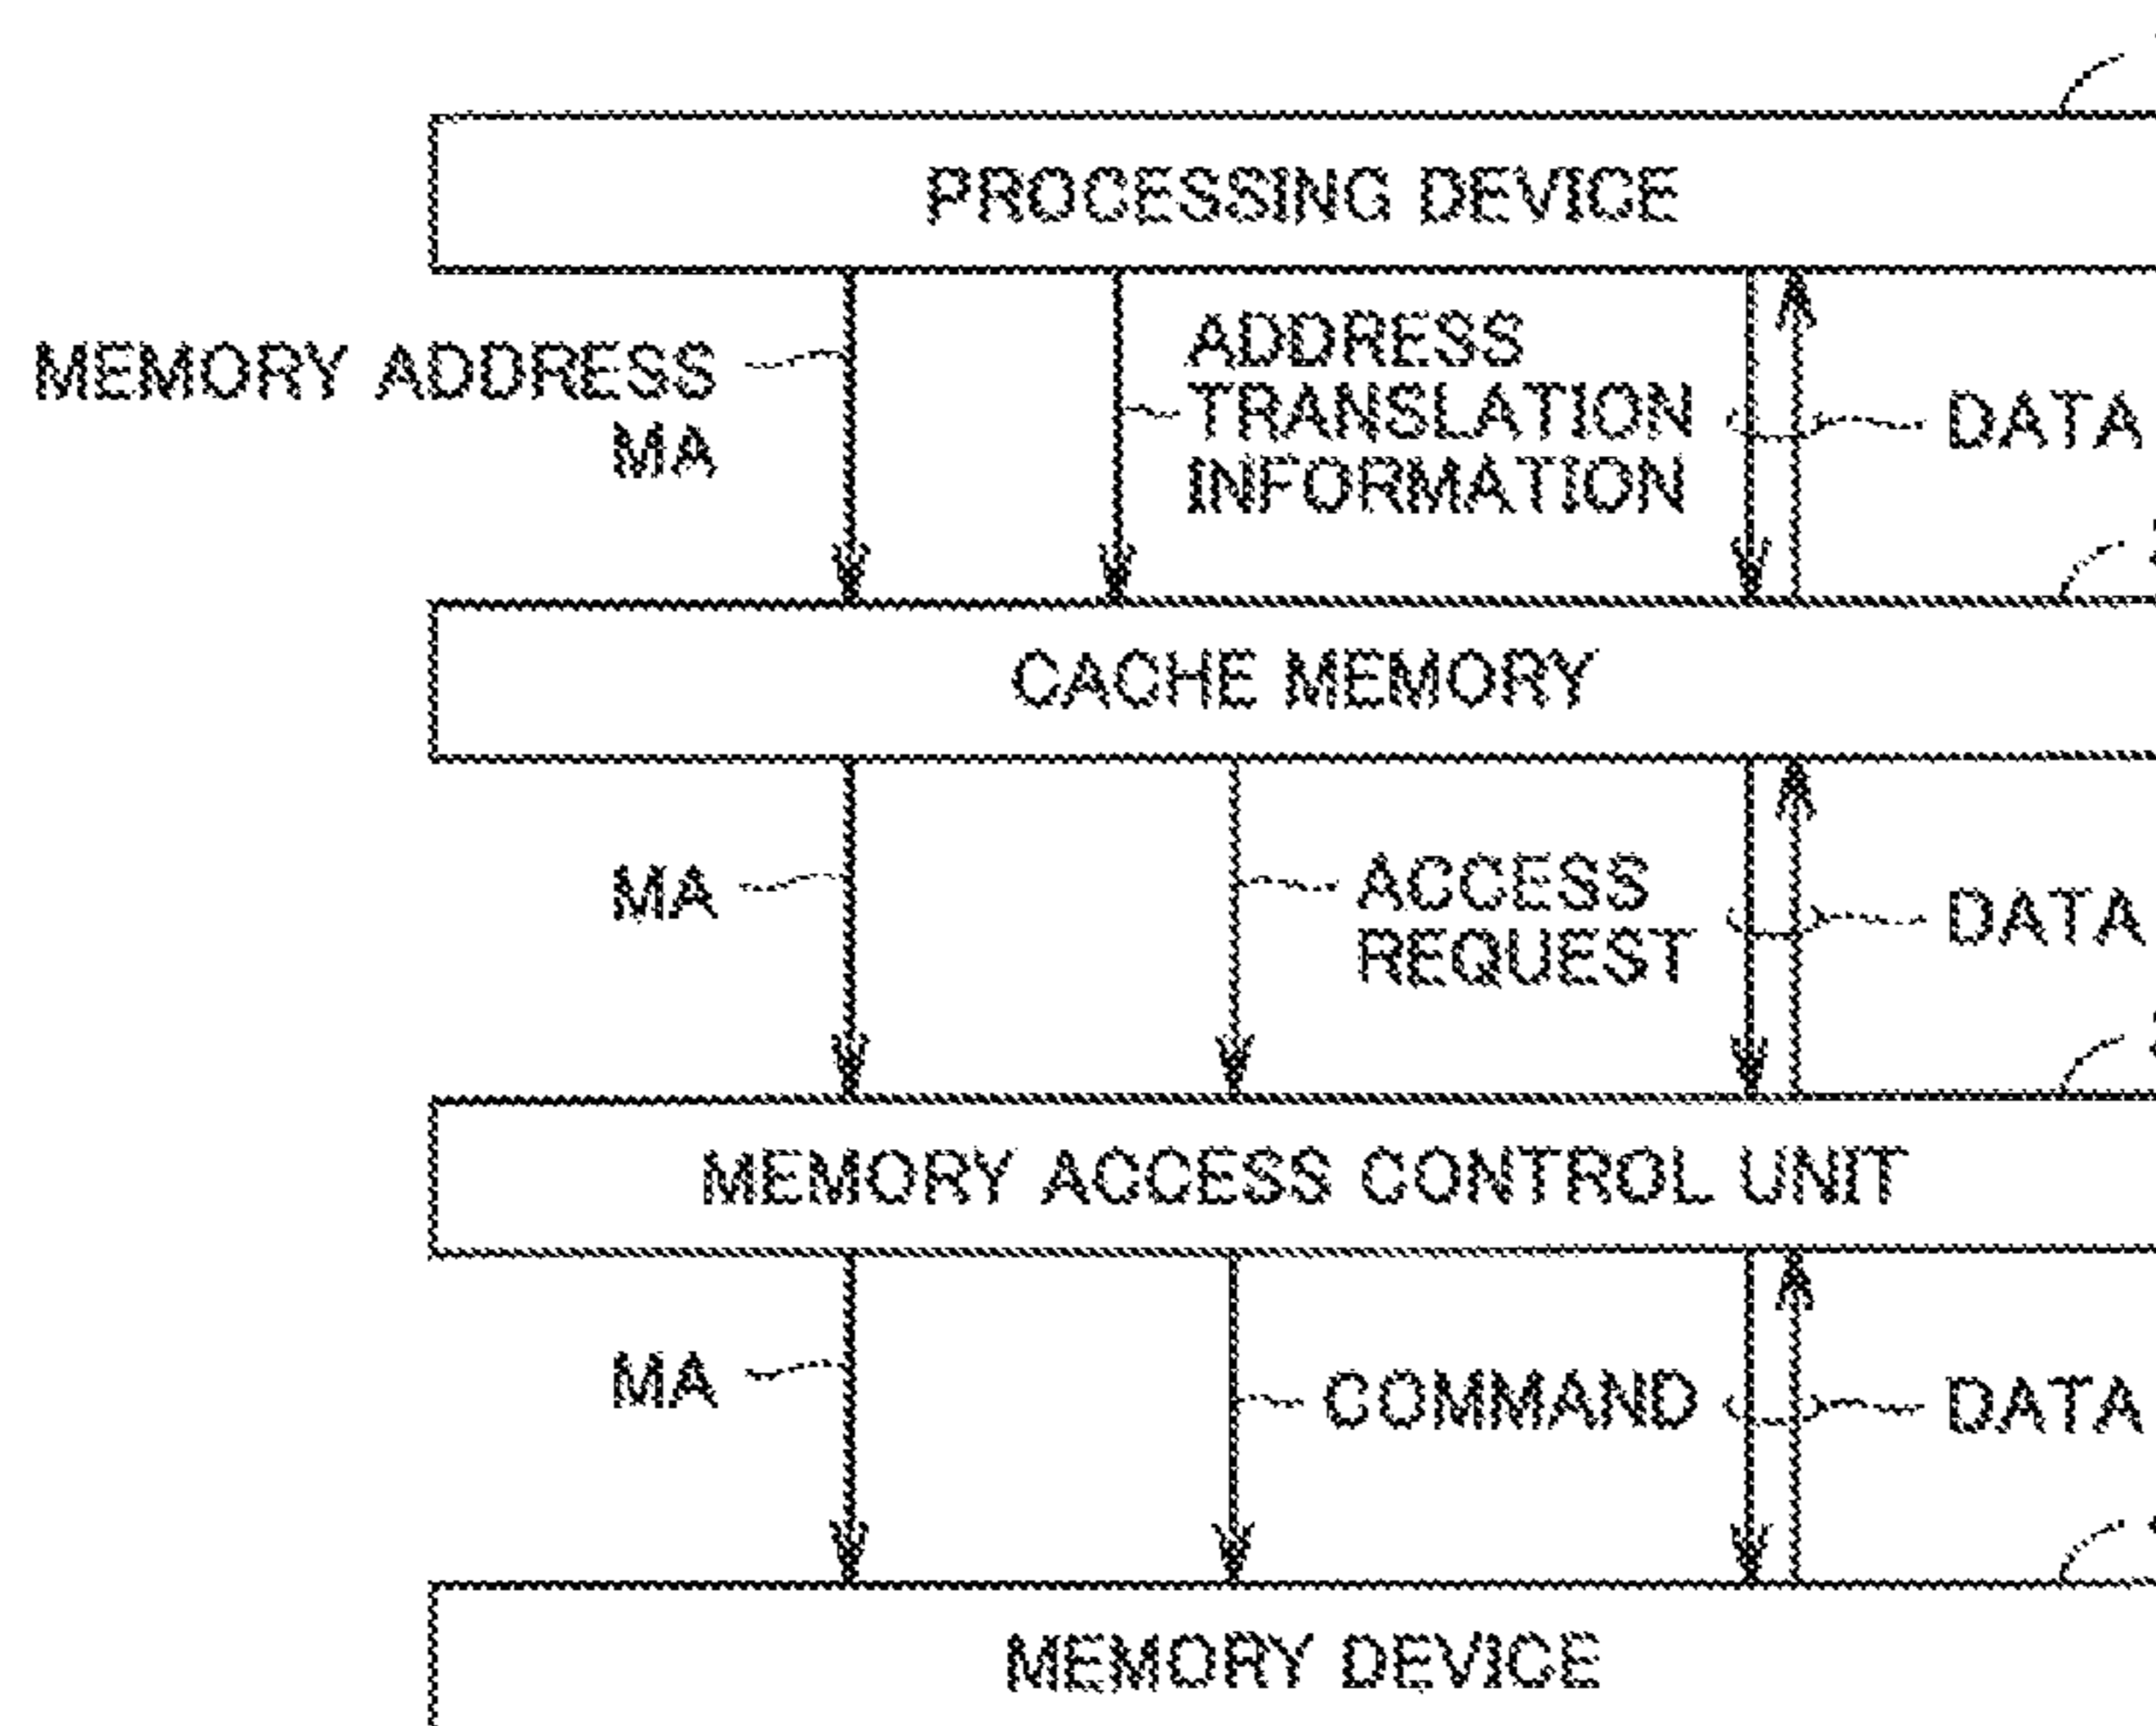 PROCESSING DEVICE
MEMORY ADDRESS
MA
ADDRESS
TRANSLATION
INFORMATION
DATA
CACHE MEMORY
MA
ACCESS
REQUEST
DATA
MEMORY ACCESS CONTROL UNIT
MA
COMMAND
DATA
MEMORY DEVICE